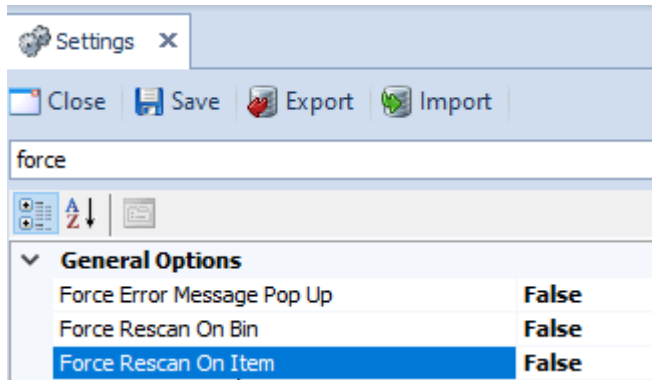 Settings
Close Save Export Import
force
A
Z
General Options
Force Error Message Pop Up False
Force Rescan On Bin False
Force Rescan On Item False